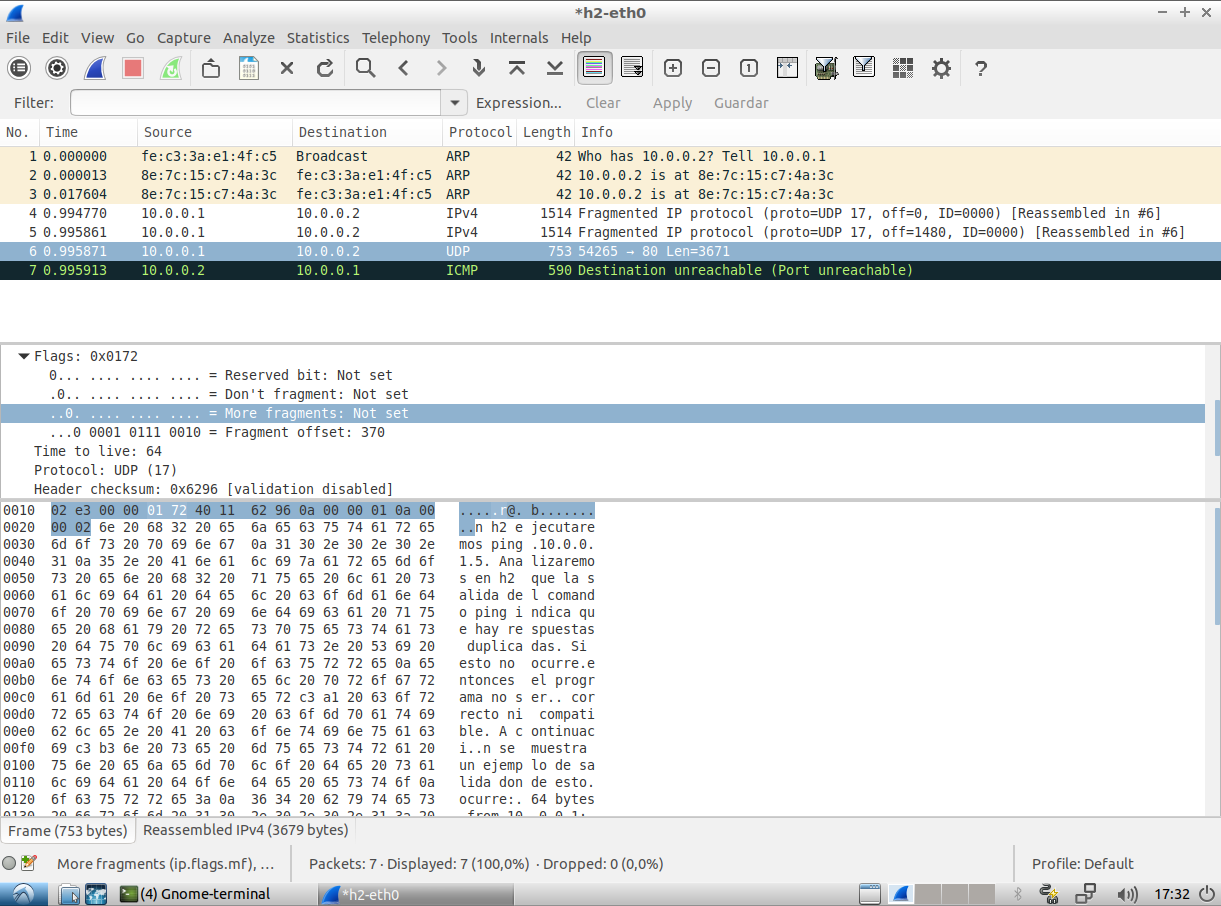 *h2-eth0
File Edit View Go Capture Analyze Statistics Telephony Tools Internals Help
Filter: Expression... Clear Apply Guardar
No. Time Source Destination Protocol Length Info
1 0.000000 fe:c3:3a:e1:4f:c5 Broadcast ARP 42 Who has 10.0.0.2? Tell 10.0.0.1
2 0.000013 8e:7c:15:c7:4a:3c fe:c3:3a:e1:4f:c5 ARP 42 10.0.0.2 is at 8e:7c:15:c7:4a:3c
3 0.017604 8e:7c:15:c7:4a:3c fe:c3:3a:e1:4f:c5 ARP 42 10.0.0.2 is at 8e:7c:15:c7:4a:3c
4 0.994770 10.0.0.1 10.0.0.2 IPv4 1514 Fragmented IP protocol (proto=UDP 17, off=0, ID=0000) [Reassembled in #6]
5 0.995861 10.0.0.1 10.0.0.2 IPv4 1514 Fragmented IP protocol (proto=UDP 17, off=1480, ID=0000) [Reassembled in #6]
6 0.995871 10.0.0.1 10.0.0.2 UDP 753 54265 → 80 Len=3671
7 0.995913 10.0.0.2 10.0.0.1 ICMP 590 Destination unreachable (Port unreachable)
Flags: 0x0172
0... .... .... .... = Reserved bit: Not set
.0.. .... .... .... = Don't fragment: Not set
..0. .... .... .... = More fragments: Not set
...0 0001 0111 0010 = Fragment offset: 370
Time to live: 64
Protocol: UDP (17)
Header checksum: 0x6296 [validation disabled]
0010 02 e3 00 00 01 72 40 11 62 96 0a 00 00 01 0a 00 .....r@. b.......
0020 00 02 6e 20 68 32 20 65 6a 65 63 75 74 61 72 65 ..n h2 e jecutare
0030 6d 6f 73 20 70 69 6e 67 0a 31 30 2e 30 2e 30 2e mos ping .10.0.0.
0040 31 0a 35 2e 20 41 6e 61 6c 69 7a 61 72 65 6d 6f 1.5. Ana lizaremo
0050 73 20 65 6e 20 68 32 20 71 75 65 20 6c 61 20 73 s en h2 que la s
0060 61 6c 69 64 61 20 64 65 6c 20 63 6f 6d 61 6e 64 alida de l comand
0070 6f 20 70 69 6e 67 20 69 6e 64 69 63 61 20 71 75 o ping i ndica qu
0080 65 20 68 61 79 20 72 65 73 70 75 65 73 74 61 73 e hay re spuestas
0090 20 64 75 70 6c 69 63 61 64 61 73 2e 20 53 69 20 duplica das. Si
00a0 65 73 74 6f 20 6e 6f 20 6f 63 75 72 72 65 0a 65 esto no ocurre.e
00b0 6e 74 6f 6e 63 65 73 20 65 6c 20 70 72 6f 67 72 ntonces el progr
00c0 61 6d 61 20 6e 6f 20 73 65 72 c3 a1 20 63 6f 72 ama no s er.. cor
00d0 72 65 63 74 6f 20 6e 69 20 63 6f 6d 70 61 74 69 recto ni compati
00e0 62 6c 65 2e 20 41 20 63 6f 6e 74 69 6e 75 61 63 ble. A c ontinuac
00f0 69 c3 b3 6e 20 73 65 20 6d 75 65 73 74 72 61 20 i..n se muestra
0100 75 6e 20 65 6a 65 6d 70 6c 6f 20 64 65 20 73 61 un ejemp lo de sa
0110 6c 69 64 61 20 64 6f 6e 64 65 20 65 73 74 6f 0a lida don de esto.
0120 6f 63 75 72 72 65 3a 0a 36 34 20 62 79 74 65 73 ocurre:. 64 bytes
0130 20 66 72 6f 6d 20 31 30 2e 30 2e 30 2e 31 3a 20 from 10 .0.0.1:
Frame (753 bytes) Reassembled IPv4 (3679 bytes)
More fragments (ip.flags.mf), ... Packets: 7 · Displayed: 7 (100,0%) · Dropped: 0 (0,0%) Profile: Default
(4) Gnome-terminal *h2-eth0 17:32